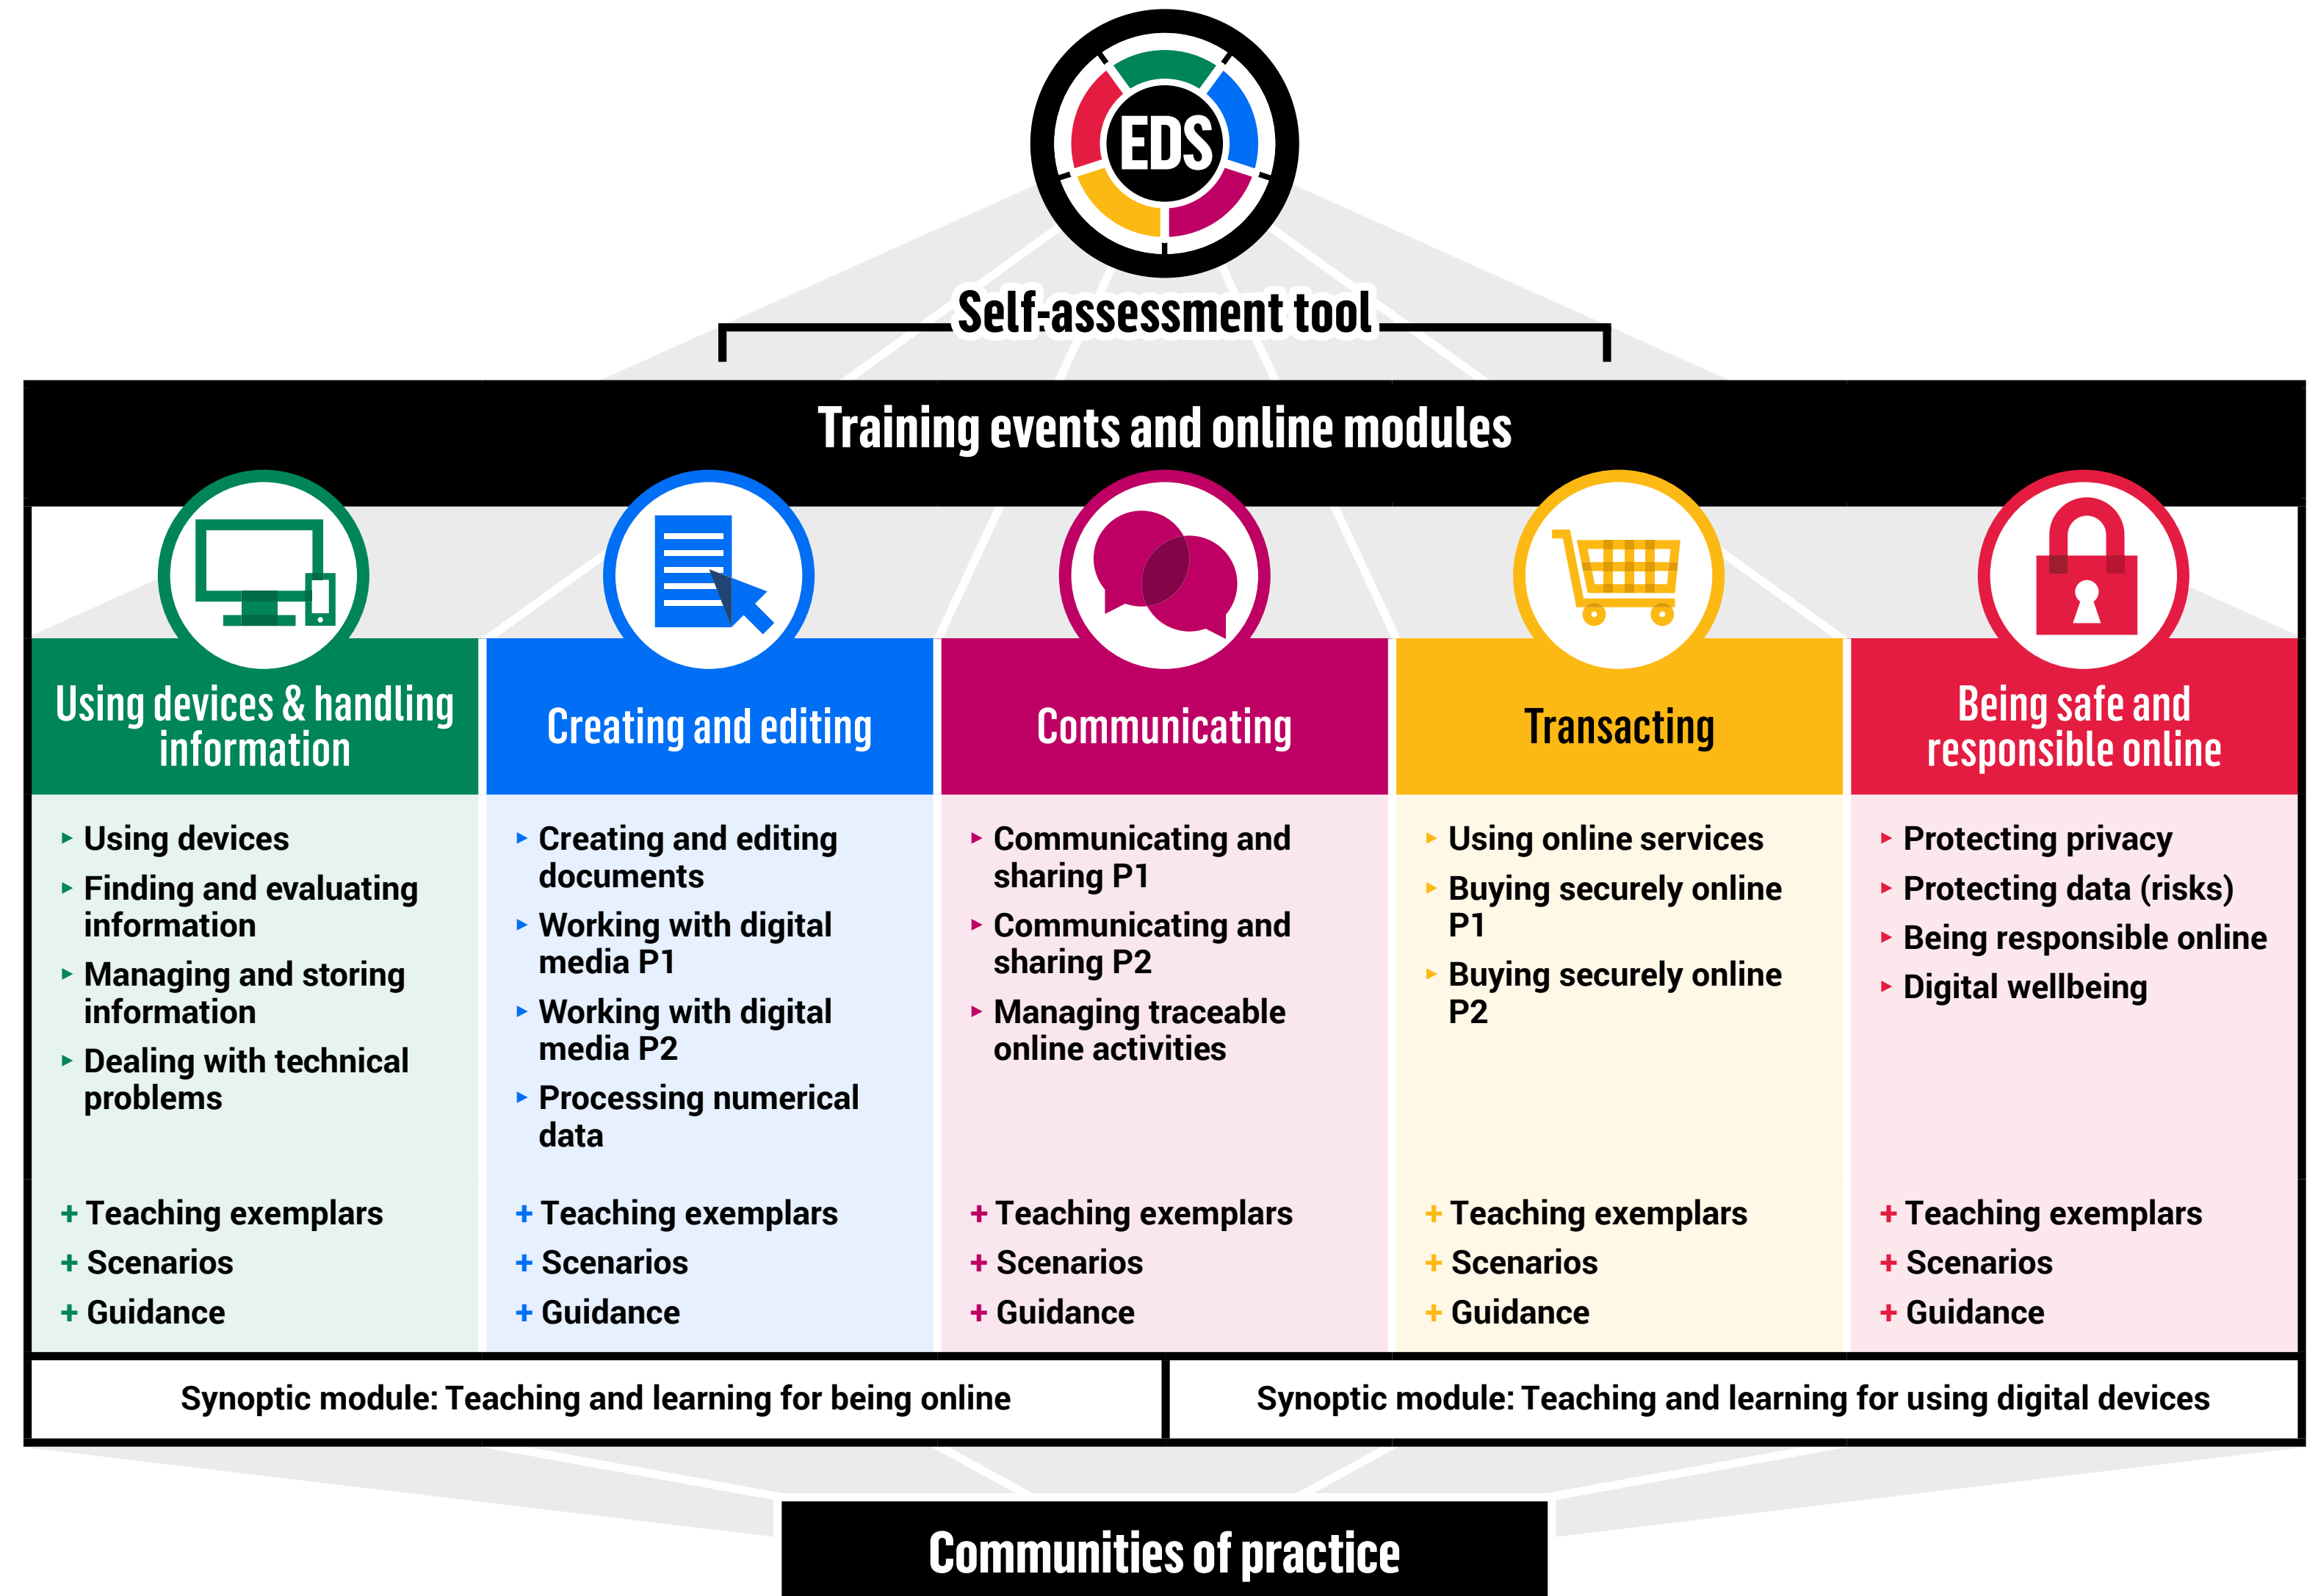 EDS
Self-assessment tool
Training events and online modules
Using devices & handling
information
▸ Using devices
▸ Finding and evaluating
information
▸ Managing and storing
information
▸ Dealing with technical
problems
+ Teaching exemplars
+ Scenarios
+ Guidance
Creating and editing
▸ Creating and editing
documents
▸ Working with digital
media P1
▸ Working with digital
media P2
▸ Processing numerical
data
+ Teaching exemplars
+ Scenarios
+ Guidance
Communicating
▸ Communicating and
sharing P1
▸ Communicating and
sharing P2
▸ Managing traceable
online activities
+ Teaching exemplars
+ Scenarios
+ Guidance
Transacting
▸ Using online services
▸ Buying securely online
P1
▸ Buying securely online
P2
+ Teaching exemplars
+ Scenarios
+ Guidance
Being safe and
responsible online
▸ Protecting privacy
▸ Protecting data (risks)
▸ Being responsible online
▸ Digital wellbeing
+ Teaching exemplars
+ Scenarios
+ Guidance
Synoptic module: Teaching and learning for being online
Synoptic module: Teaching and learning for using digital devices
Communities of practice